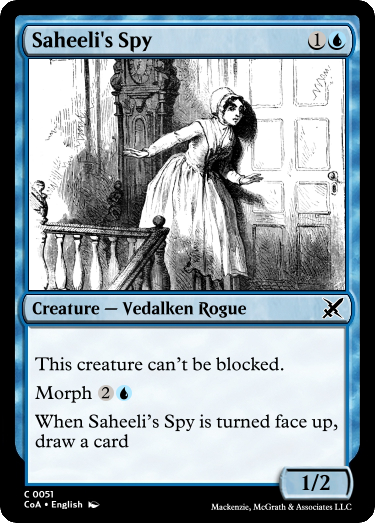 Saheeli's Spy 1
Creature — Vedalken Rogue
This creature can't be blocked.
Morph 2
When Saheeli's Spy is turned face up,
draw a card
1/2
C 0051
CoA • English
Mackenzie, McGrath & Associates LLC